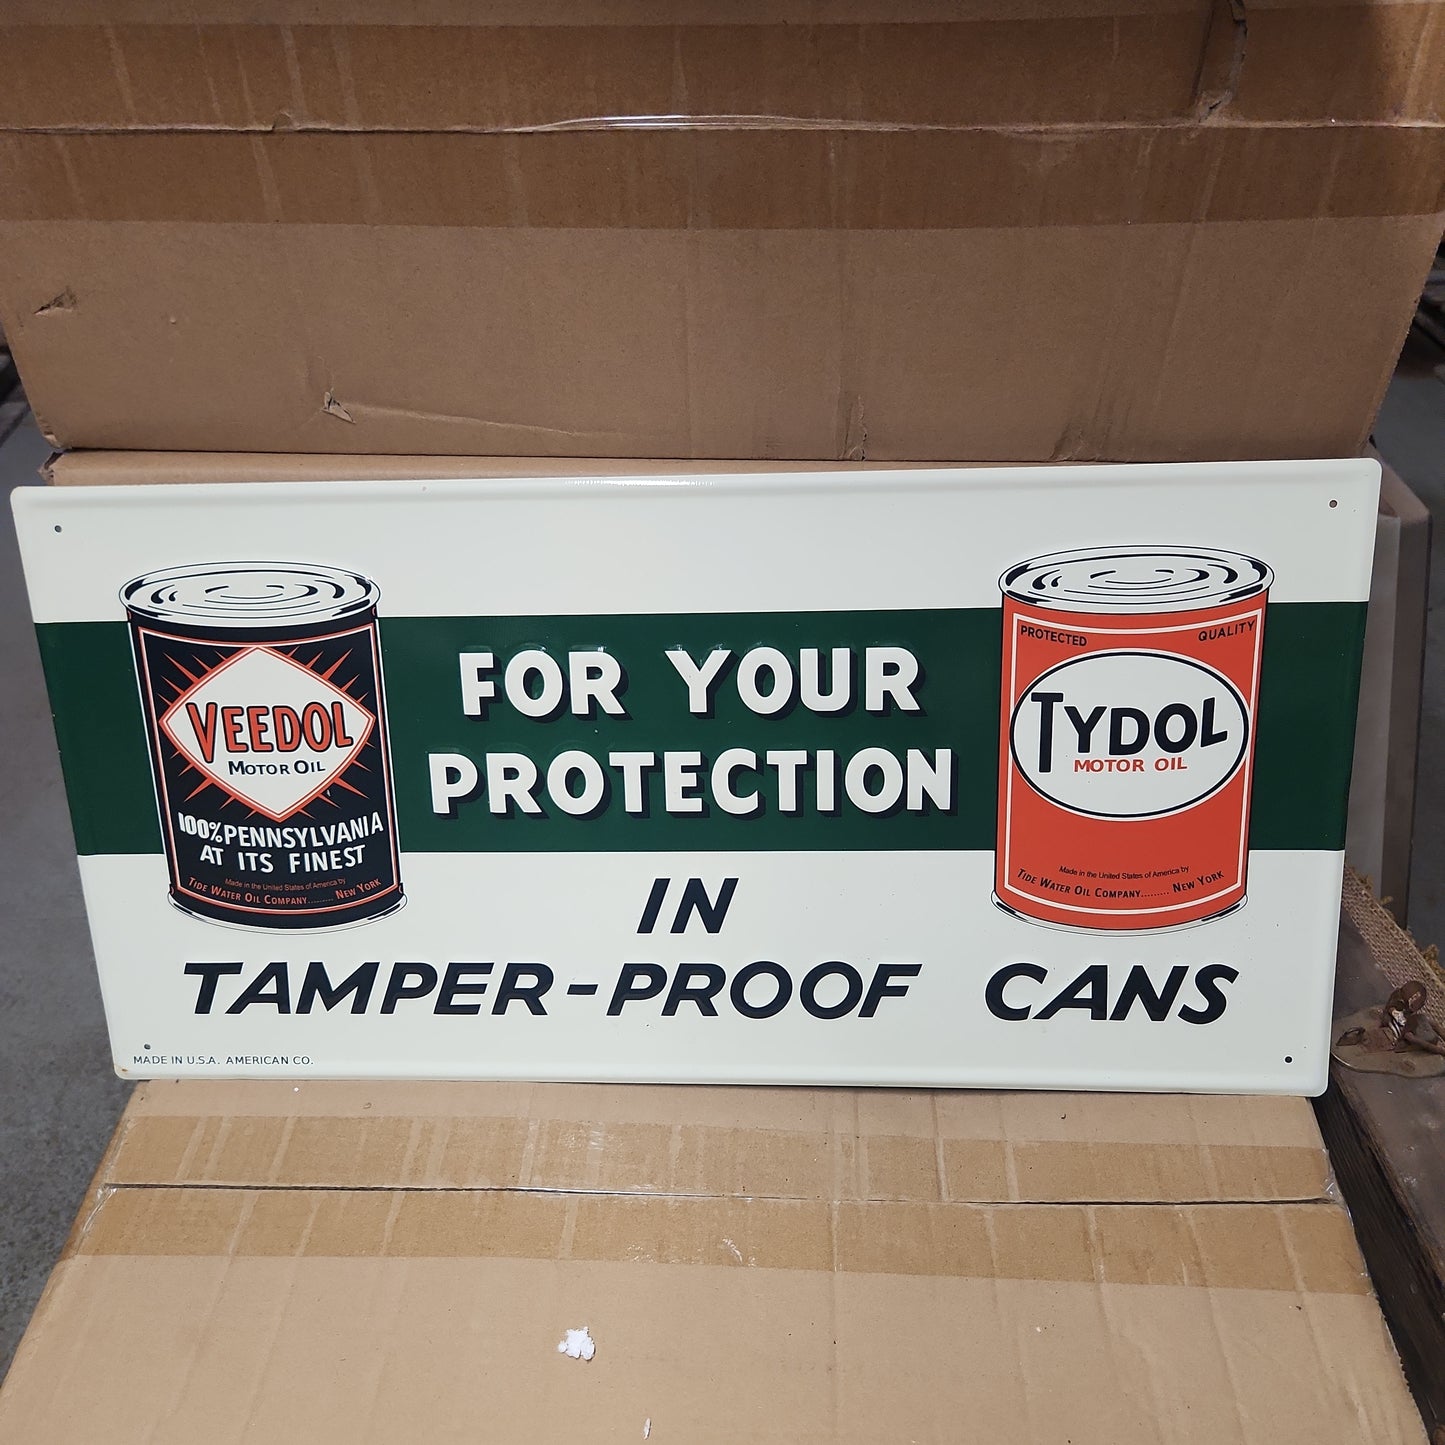 VEEDOL
MOTOR OIL
100% PENNSYLVANIA
AT ITS FINEST
Made in the United States of America by
TIDE WATER OIL COMPANY......... NEW YORK
FOR YOUR
PROTECTION
IN
TAMPER-PROOF CANS
PROTECTED QUALITY
TYDOL
MOTOR OIL
Made in the United States of America by
TIDE WATER OIL COMPANY......... NEW YORK
MADE IN U.S.A. AMERICAN CO.